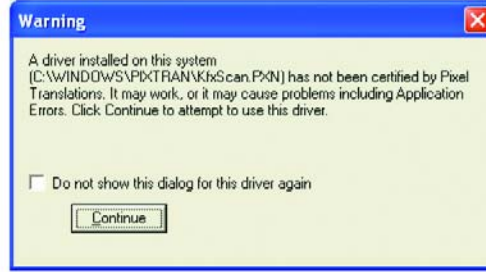 Warning
A driver installed on this system
(C:\WINDOWS\PIXTRAN\KfxScan.PXN) has not been certified by Pixel
Translations. It may work, or it may cause problems including Application
Errors. Click Continue to attempt to use this driver.
Do not show this dialog for this driver again
Continue